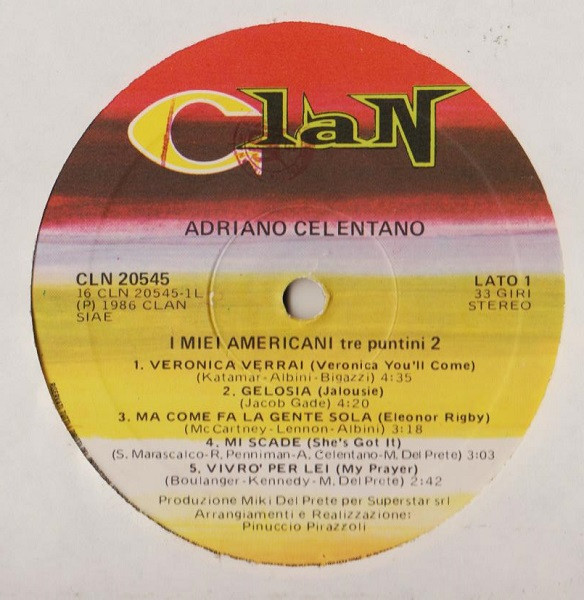 Clan
ADRIANO CELENTANO
CLN 20545
16 CLN 20545-1L
(P) 1986 CLAN
SIAE
LATO 1
33 GIRI
STEREO
I MIEI AMERICANI tre puntini 2
1. VERONICA VERRAI (Veronica You'll Come)
(Katamar-Albini-Bigazzi) 4:35
2. GELOSIA (Jalousie)
(Jacob Gade) 4:20
3. MA COME FA LA GENTE SOLA (Eleonor Rigby)
(McCartney-Lennon-Albini) 3:18
4. MI SCADE (She's Got It)
(S. Marascalco-R. Penniman-A. Celentano-M. Del Prete) 3:03
5. VIVRO' PER LEI (My Prayer)
(Boulanger-Kennedy-M. Del Prete) 2:42
Produzione Miki Del Prete per Superstar srl
Arrangiamenti e Realizzazione:
Pinuccio Pirazzoli